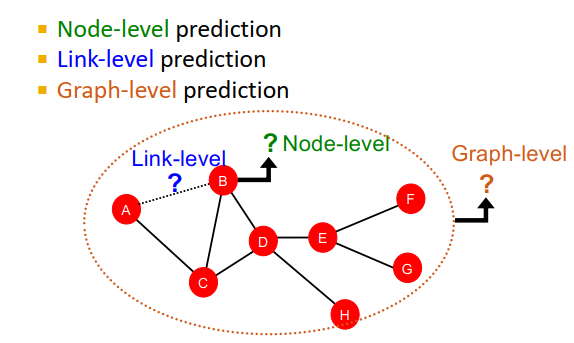 Node-level prediction
Link-level prediction
Graph-level prediction
? Node-level
Link-level
?
Graph-level
?
B
A
F
D
E
G
C
H